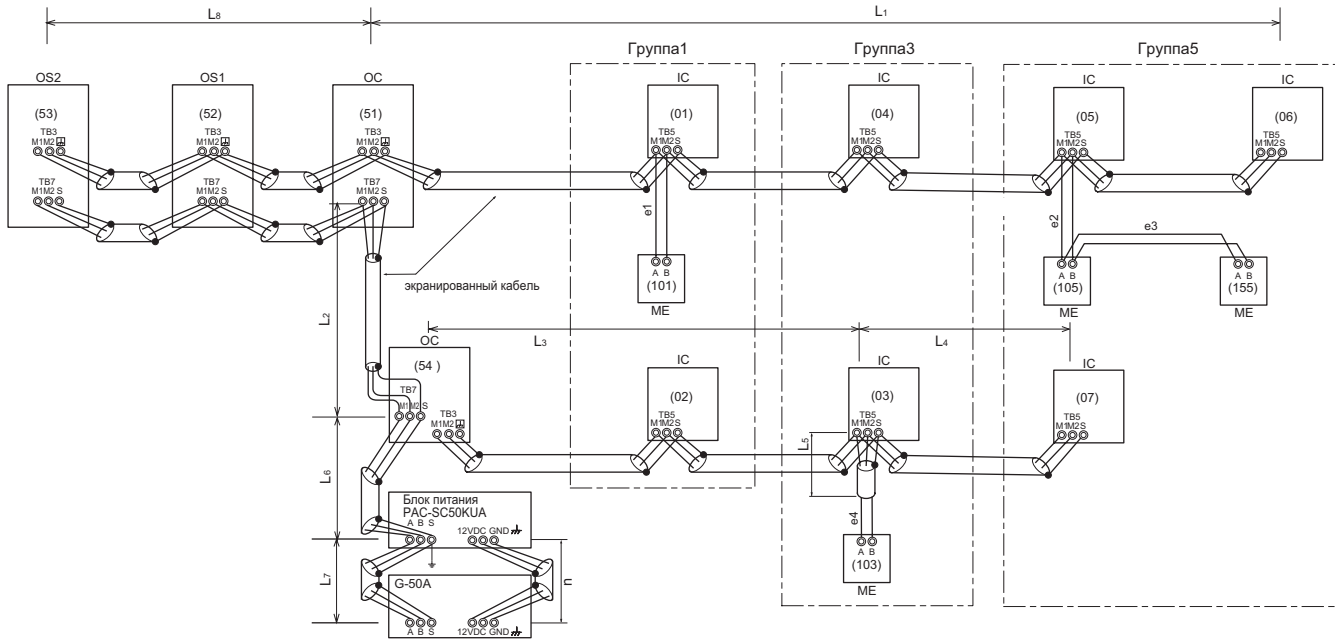 L8
L1
Группа1
Группа3
Группа5
OS2
OS1
OC
IC
IC
IC
IC
(53)
(52)
(51)
(01)
(04)
(05)
(06)
TB3
TB3
TB3
TB5
TB5
TB5
TB5
M1M2
M1M2
M1M2
M1M2S
M1M2S
M1M2S
M1M2S
TB7
TB7
TB7
M1M2 S
M1M2 S
M1M2 S
e1
e2
e3
экранированный кабель
A B
(101)
ME
A B
(105)
ME
A B
(155)
ME
L2
L3
L4
OC
IC
IC
IC
(54 )
(02)
(03)
(07)
TB7
M1M2 S
TB3
M1M2
TB5
M1M2S
TB5
M1M2S
TB5
M1M2S
L5
L6
e4
Блок питания
PAC-SC50KUA
A B S
12VDC GND
A B
(103)
ME
L7
n
G-50A
A B S
12VDC GND